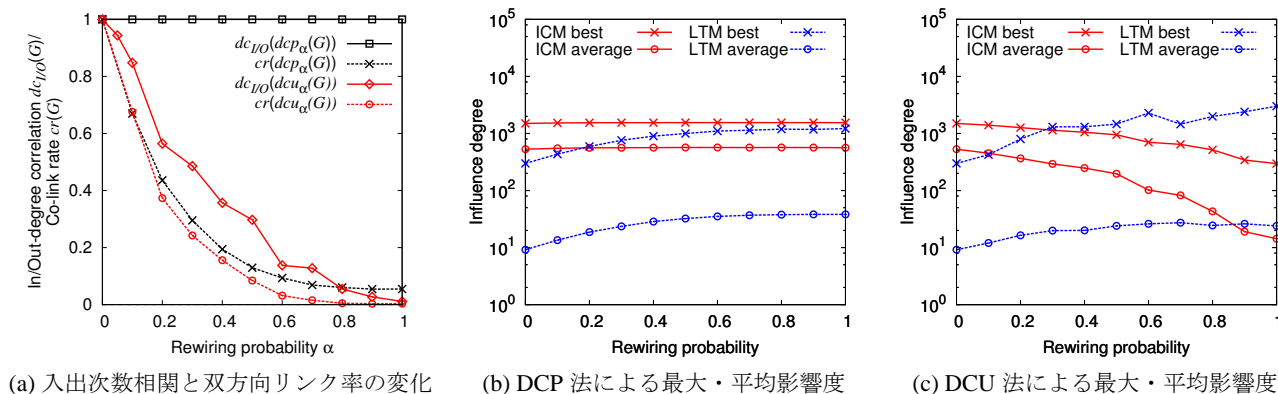 In/Out-degree correlation dc_{I/O}(G)/
Co-link rate cr(G)
1
0.8
0.6
0.4
0.2
0
dc_{I/O}(dcp_α(G))
cr(dcp_α(G))
dc_{I/O}(dcu_α(G))
cr(dcu_α(G))
0 0.2 0.4 0.6 0.8 1
Rewiring probability α
(a) 入出次数相関と双方向リンク率の変化
Influence degree
10^5
10^4
10^3
10^2
10^1
10^0
ICM best LTM best
ICM average LTM average
0 0.2 0.4 0.6 0.8 1
Rewiring probability
(b) DCP 法による最大・平均影響度
Influence degree
10^5
10^4
10^3
10^2
10^1
10^0
ICM best LTM best
ICM average LTM average
0 0.2 0.4 0.6 0.8 1
Rewiring probability
(c) DCU 法による最大・平均影響度